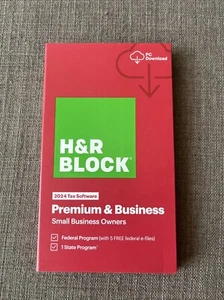 PC
Download
H&R
BLOCK®
2024 Tax Software
Premium & Business
Small Business Owners
Federal Program (with 5 FREE federal e-files)
1 State Program